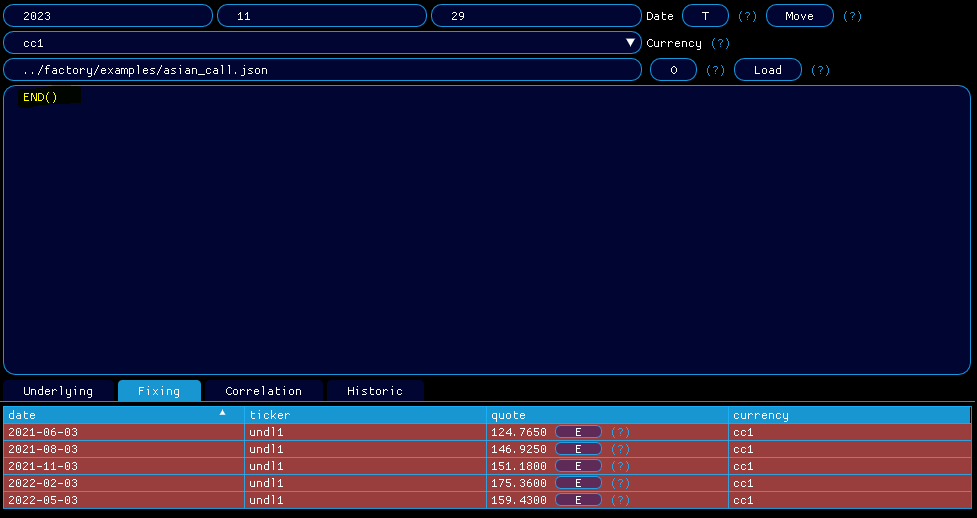 2023 11 29 Date T (?) Move (?)
cc1 ▼ Currency (?)
../factory/examples/asian_call.json O (?) Load (?)
END()
Underlying Fixing Correlation Historic
date ▲ ticker quote currency
2021-06-03 undl1 124.7650 E (?) cc1
2021-08-03 undl1 146.9250 E (?) cc1
2021-11-03 undl1 151.1800 E (?) cc1
2022-02-03 undl1 175.3600 E (?) cc1
2022-05-03 undl1 159.4300 E (?) cc1